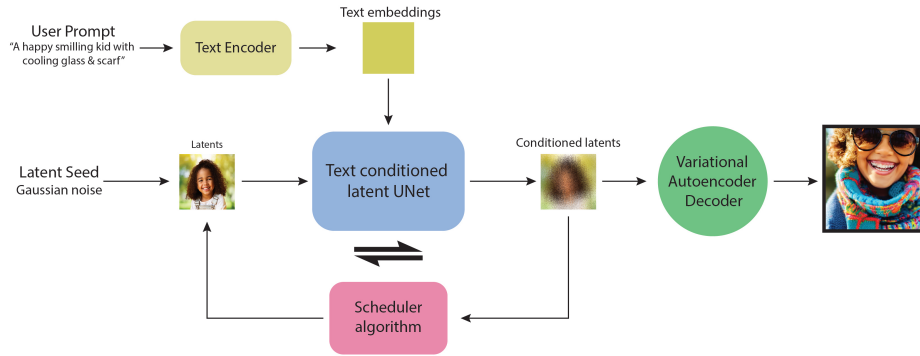 Text embeddings
User Prompt
“A happy smilling kid with
cooling glass & scarf”
Text Encoder
Latents
Conditioned latents
Latent Seed
Gaussian noise
Text conditioned
latent UNet
Variational
Autoencoder
Decoder
Scheduler
algorithm